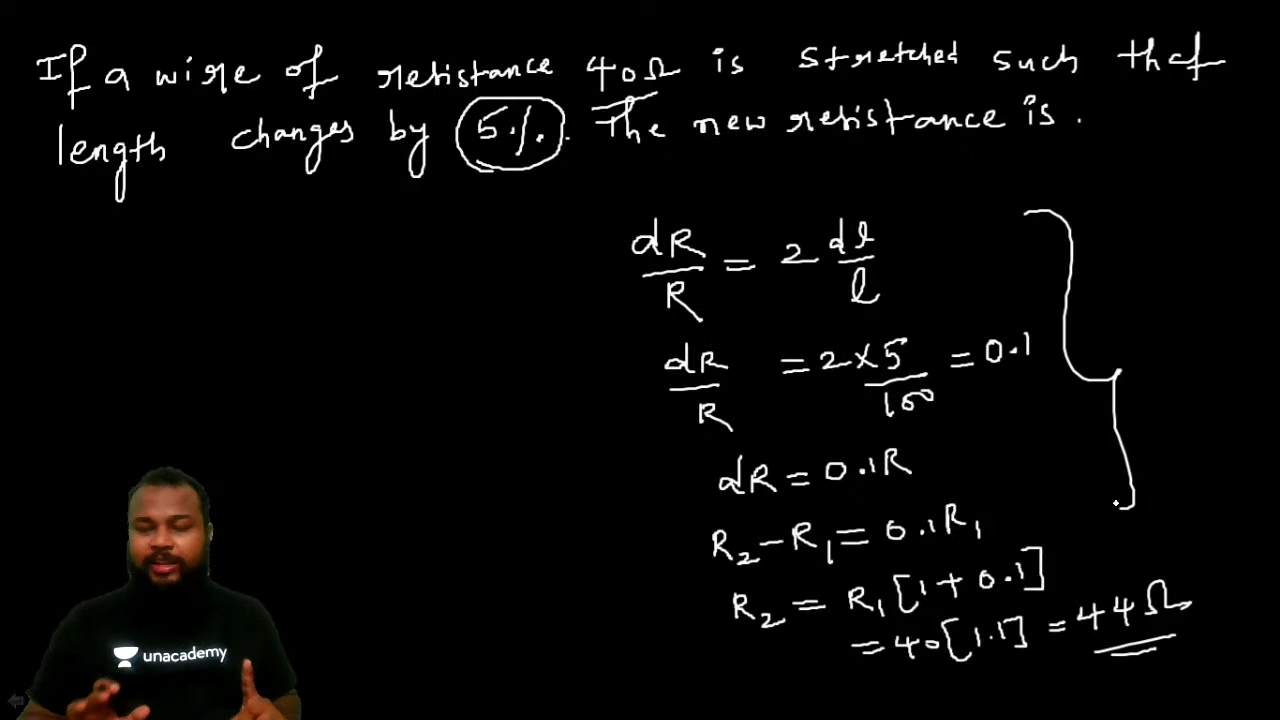 If a wire of resistance 40Ω is stretched such that
length changes by 5%. The new resistance is.
dR/R = 2 dl/l
dR/R = 2×5/100 = 0.1
dR = 0.1R
R₂ - R₁ = 0.1R₁
R₂ = R₁[1+0.1]
= 40[1.1] = 44Ω
unacademy